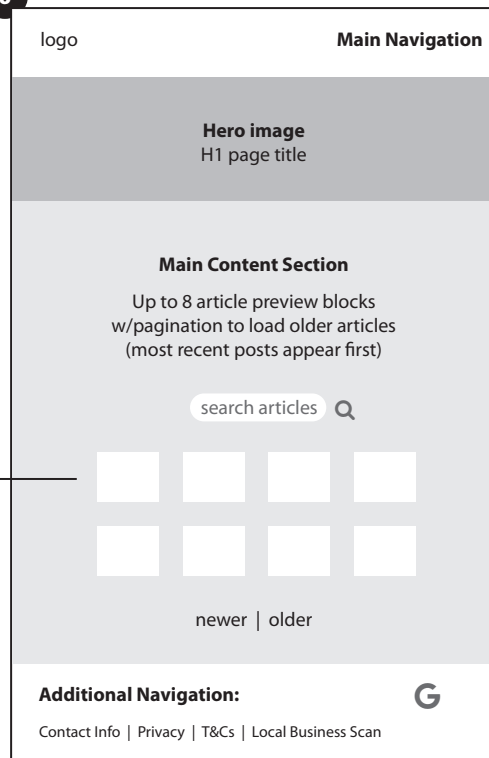 logo
Main Navigation
Hero image
H1 page title
Main Content Section
Up to 8 article preview blocks
w/pagination to load older articles
(most recent posts appear first)
search articles
newer | older
Additional Navigation:
G
Contact Info | Privacy | T&Cs | Local Business Scan